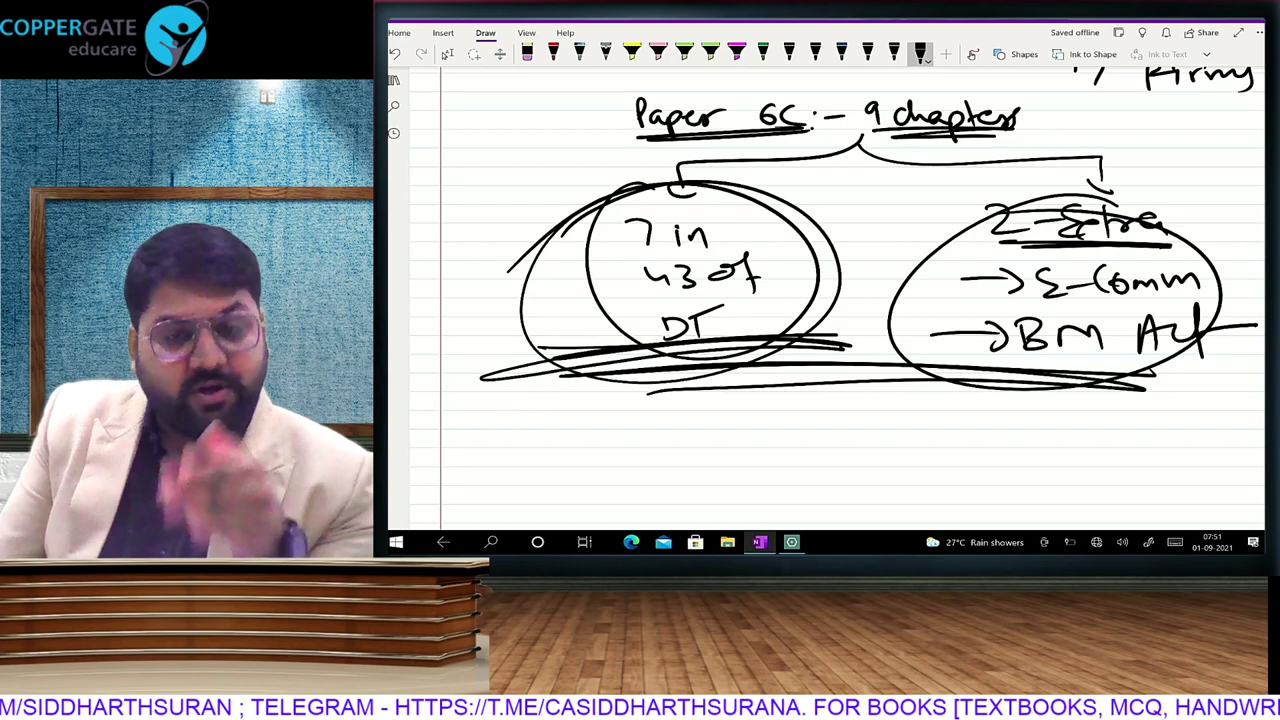 COPPERGATE
educare
Home Insert Draw View Help Saved offline Share
Shapes Ink to Shape Ink to Text
Paper 6C:- 9 chapters
7 in
43 of
DT
2 - Extra
→ E-Comm
→ BM Act
27°C Rain showers
07:51
01-09-2021
M/SIDDHARTHSURAN ; TELEGRAM - HTTPS://T.ME/CASIDDHARTHSURANA. FOR BOOKS [TEXTBOOKS, MCQ, HANDWR